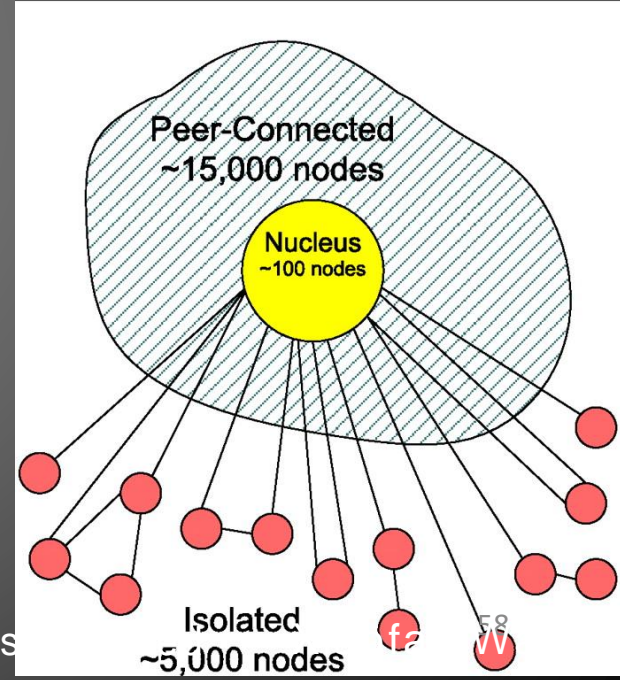 Peer-Connected
~15,000 nodes
Nucleus
~100 nodes
58
Isolated
~5,000 nodes